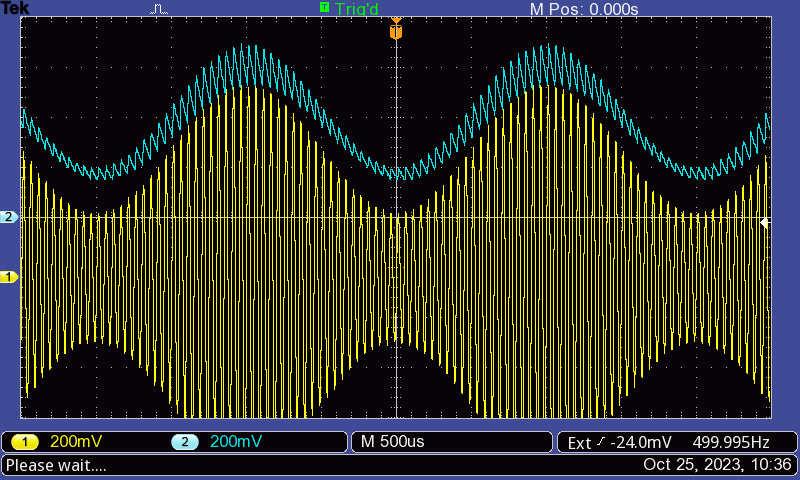 Tek T Trig'd M Pos: 0.000s
T
2
1
1 200mV 2 200mV M 500us Ext -24.0mV 499.995Hz
Please wait.... Oct 25, 2023, 10:36